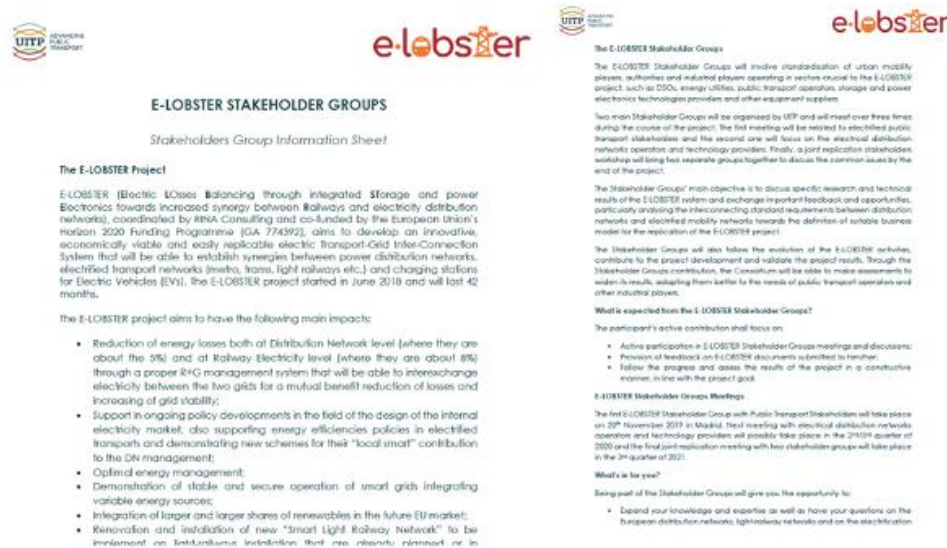 UITP
ADVANCING
PUBLIC
TRANSPORT
e-lobster
E-LOBSTER STAKEHOLDER GROUPS
Stakeholders Group Information Sheet
The E-LOBSTER Project
E-LOBSTER (Electric LOsses Balancing through integrated STorage and power
Electronics towards increased synergy between Railways and electricity distribution
networks), coordinated by RINA Consulting and co-funded by the European Union's
Horizon 2020 Funding Programme (GA 774392), aims to develop an innovative,
economically viable and easily replicable electric Transport-Grid Inter-Connection
System that will be able to establish synergies between power distribution networks,
electrified transport networks (metro, trams, light railways etc.) and charging stations
for Electric Vehicles (EVs). The E-LOBSTER project started in June 2018 and will last 42
months.
The E-LOBSTER project aims to have the following main impacts:
• Reduction of energy losses both at Distribution Network level (where they are
about the 5%) and at Railway Electricity level (where they are about 8%)
through a proper R+G management system that will be able to interexchange
electricity between the two grids for a mutual benefit reduction of losses and
increasing of grid stability;
• Support in ongoing policy developments in the field of the design of the internal
electricity market, also supporting energy efficiencies policies in electrified
transports and demonstrating new schemes for their "local smart" contribution
to the DN management;
• Optimal energy management;
• Demonstration of stable and secure operation of smart grids integrating
variable energy sources;
• Integration of larger and larger shares of renewables in the future EU market;
• Renovation and installation of new "Smart Light Railway Network" to be
implement on light-railways installation that are already planned or in
UITP
e-lobster
The E-LOBSTER Stakeholder Groups
The E-LOBSTER Stakeholder Groups will involve standardisation of urban mobility
players, authorities and industrial players operating in sectors crucial to the E-LOBSTER
project, such as DSOs, energy utilities, public transport operators, storage and power
electronics technologies providers and other equipment suppliers
Two main Stakeholder Groups will be organised by UITP and will meet over three times
during the course of the project. The first meeting will be related to electrified public
transport stakeholders and the second one will focus on the electrical distribution
networks operators and technology providers. Finally, a joint replication stakeholders
workshop will bring two separate groups together to discuss the common issues by the
end of the project.
The Stakeholder Groups' main objective is to discuss specific research and technical
results of the E-LOBSTER system and exchange important feedback and opportunities,
particularly analysing the interconnecting standard requirements between distribution
networks and electrified mobility networks towards the definition of suitable business
model for the replication of the E-LOBSTER project.
The Stakeholder Groups will also follow the evolution of the E-LOBSTER activities,
contribute to the project development and validate the project results. Through the
Stakeholder Groups contribution, the Consortium will be able to make assessments to
widen its results, adapting them better to the needs of public transport operators and
other industrial players.
What is expected from the E-LOBSTER Stakeholder Groups?
The participant's active contribution shall focus on:
• Active participation in E-LOBSTER Stakeholder Groups meetings and discussions;
• Provision of feedback on E-LOBSTER documents submitted to
• Follow the progress and assess the results of the project in a constructive
manner, in line with the project goal.
E-LOBSTER Stakeholder Groups Meetings
The first E-LOBSTER Stakeholder Group with Public Transport Stakeholders will take place
on 20th November 2019 in Madrid. Next meeting with electrical distribution networks
operators and technology providers will possibly take place in the 2nd/3rd quarter of
2020 and the final joint replication meeting with two stakeholder groups will take place
in the 3rd quarter of 2021.
What's in for you?
Being part of the Stakeholder Groups will give you the opportunity to:
• Expand your knowledge and expertise as well as have your questions on the
European distribution networks, light-railway networks and on the electrification